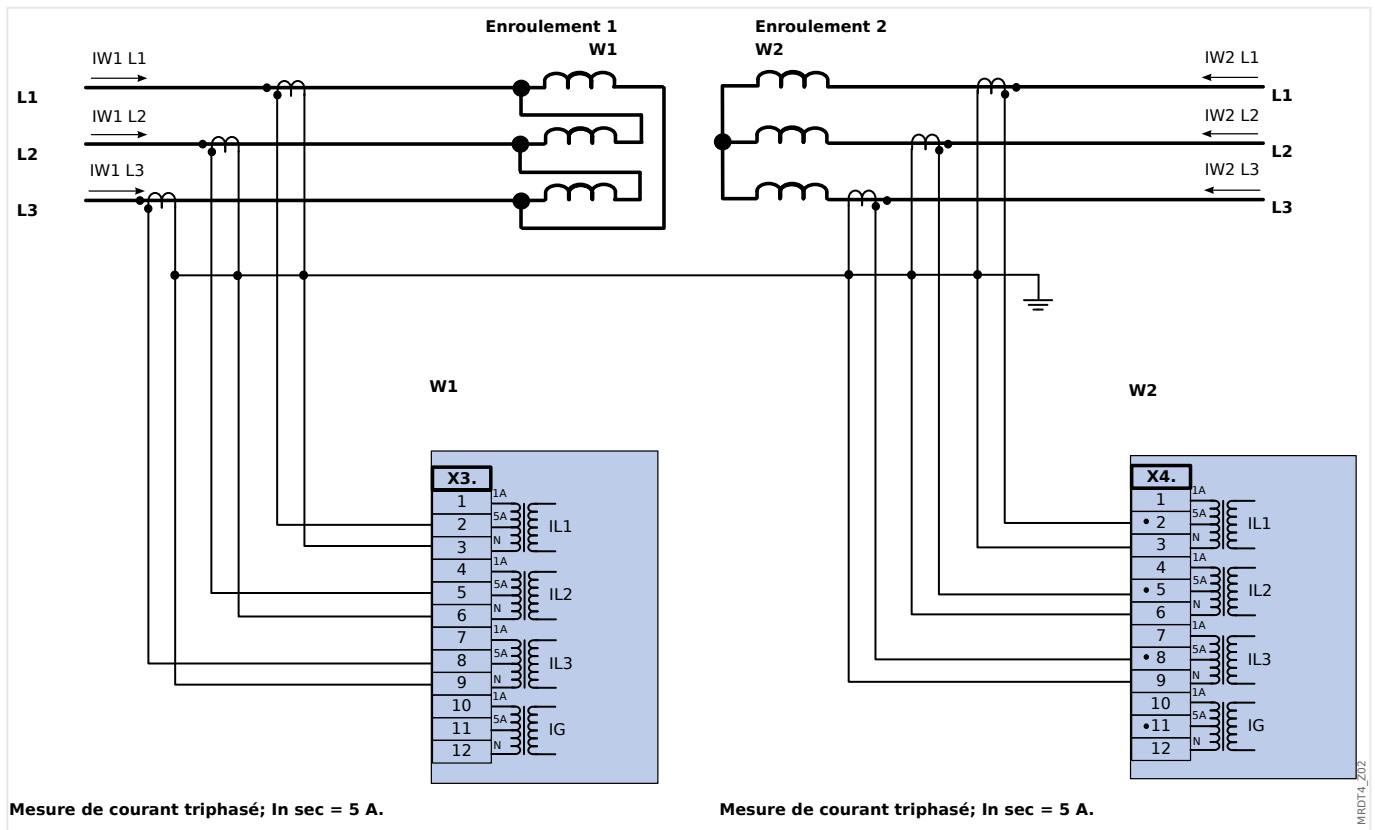 Enroulement 1
W1
Enroulement 2
W2
IW1 L1
L1
IW1 L2
L2
IW1 L3
L3
IW2 L1
L1
IW2 L2
L2
IW2 L3
L3
W1
X3.
1 1A
2 5A IL1
3 N
4 1A
5 5A IL2
6 N
7 1A
8 5A IL3
9 N
10 1A
11 5A IG
12 N
W2
X4.
1 1A
• 2 5A IL1
3 N
4 1A
• 5 5A IL2
6 N
7 1A
• 8 5A IL3
9 N
10 1A
•11 5A IG
12 N
Mesure de courant triphasé; In sec = 5 A.
Mesure de courant triphasé; In sec = 5 A.
MRDT4_Z02